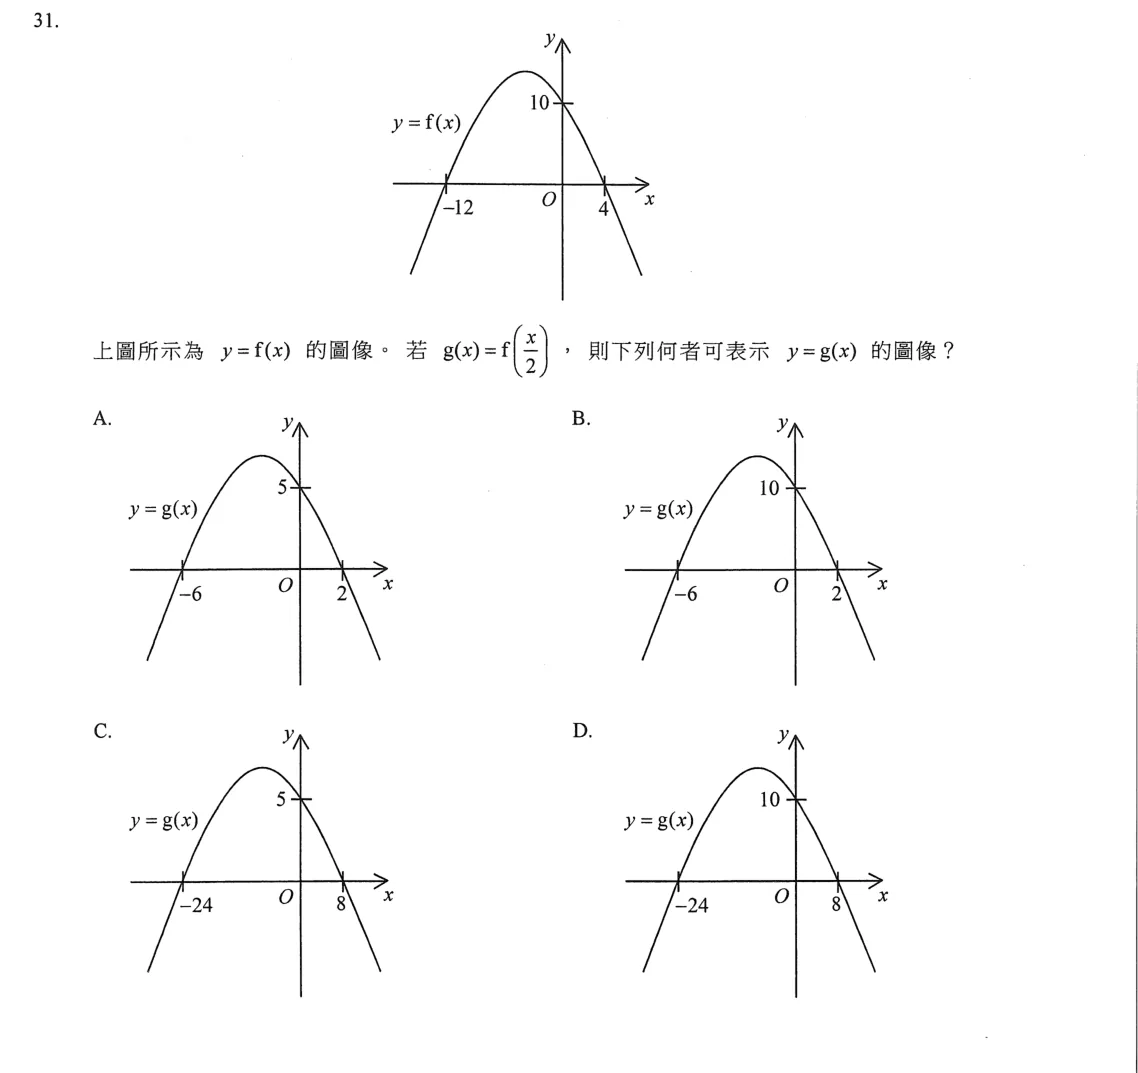 31.
y
10
y = f(x)
O
−12
4
x
上圖所示為 y = f(x) 的圖像。若 g(x) = f(x/2)，則下列何者可表示 y = g(x) 的圖像？
A.
y
5
y = g(x)
O
x
−6
2
B.
y
10
y = g(x)
O
x
−6
2
C.
y
5
y = g(x)
O
x
−24
8
D.
y
10
y = g(x)
O
x
−24
8